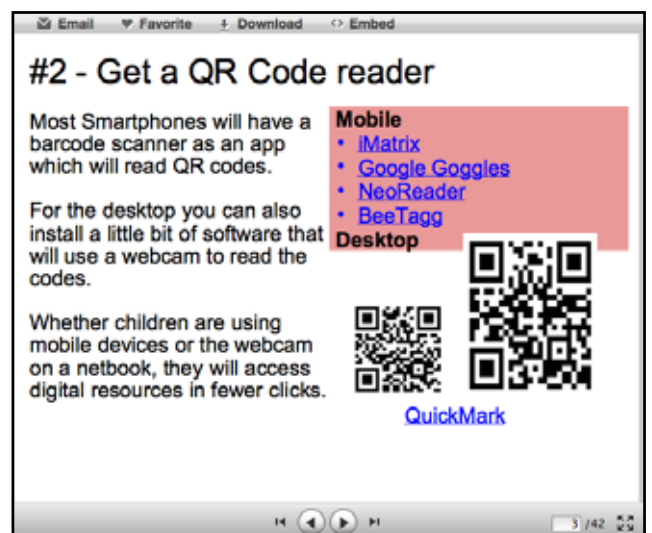 Email Favorite Download Embed
#2 - Get a QR Code reader
Most Smartphones will have a
barcode scanner as an app
which will read QR codes.
For the desktop you can also
install a little bit of software that
will use a webcam to read the
codes.
Whether children are using
mobile devices or the webcam
on a netbook, they will access
digital resources in fewer clicks.
Mobile
• iMatrix
• Google Goggles
• NeoReader
• BeeTagg
Desktop
QuickMark
3 /42